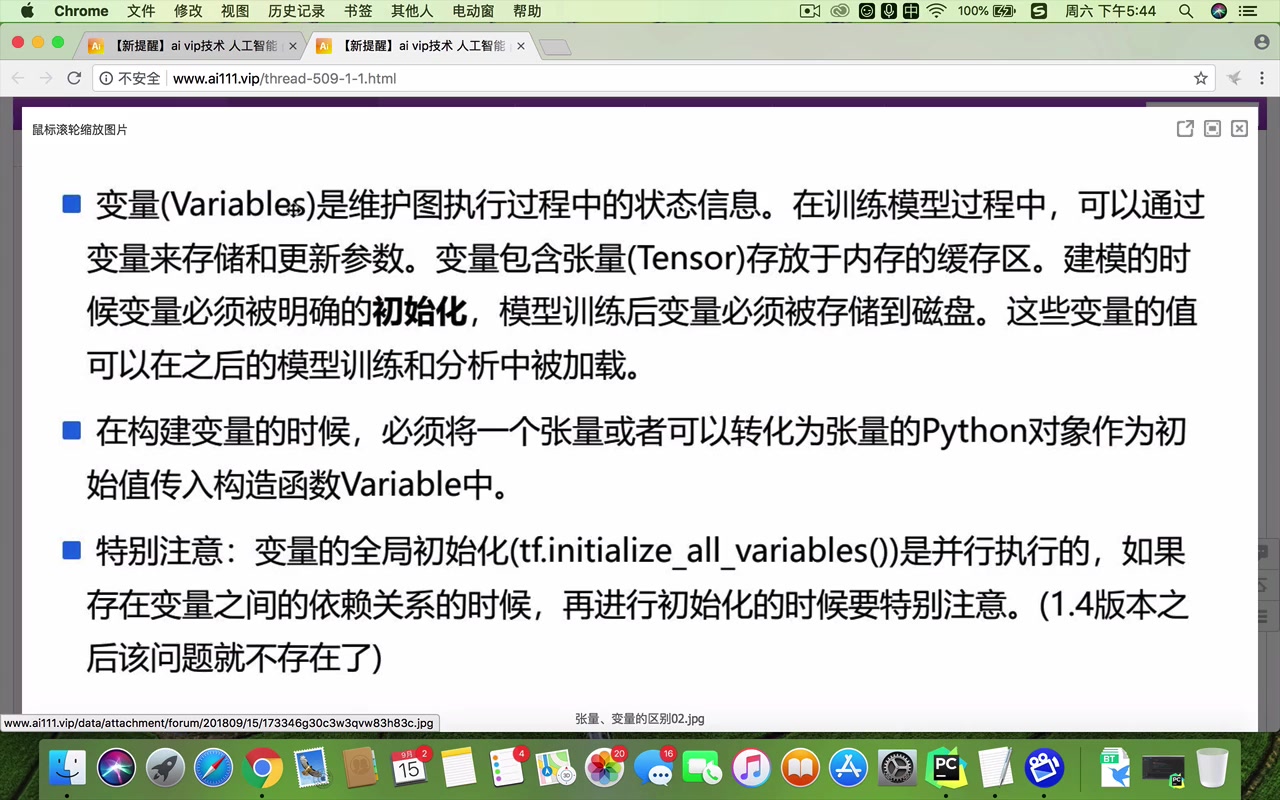 Chrome 文件 修改 视图 历史记录 书签 其他人 电动窗 帮助 100% 周六 下午5:44
【新提醒】ai vip技术 人工智能 【新提醒】ai vip技术 人工智能
不安全 www.ai111.vip/thread-509-1-1.html
鼠标滚轮缩放图片
变量(Variables)是维护图执行过程中的状态信息。在训练模型过程中，可以通过
变量来存储和更新参数。变量包含张量(Tensor)存放于内存的缓存区。建模的时
候变量必须被明确的初始化，模型训练后变量必须被存储到磁盘。这些变量的值
可以在之后的模型训练和分析中被加载。
在构建变量的时候，必须将一个张量或者可以转化为张量的Python对象作为初
始值传入构造函数Variable中。
特别注意：变量的全局初始化(tf.initialize_all_variables())是并行执行的，如果
存在变量之间的依赖关系的时候，再进行初始化的时候要特别注意。(1.4版本之
后该问题就不存在了)
张量、变量的区别02.jpg
www.ai111.vip/data/attachment/forum/201809/15/173346g30c3w3qvw83h83c.jpg
9月 15 2 4 20 16 PC BT PC